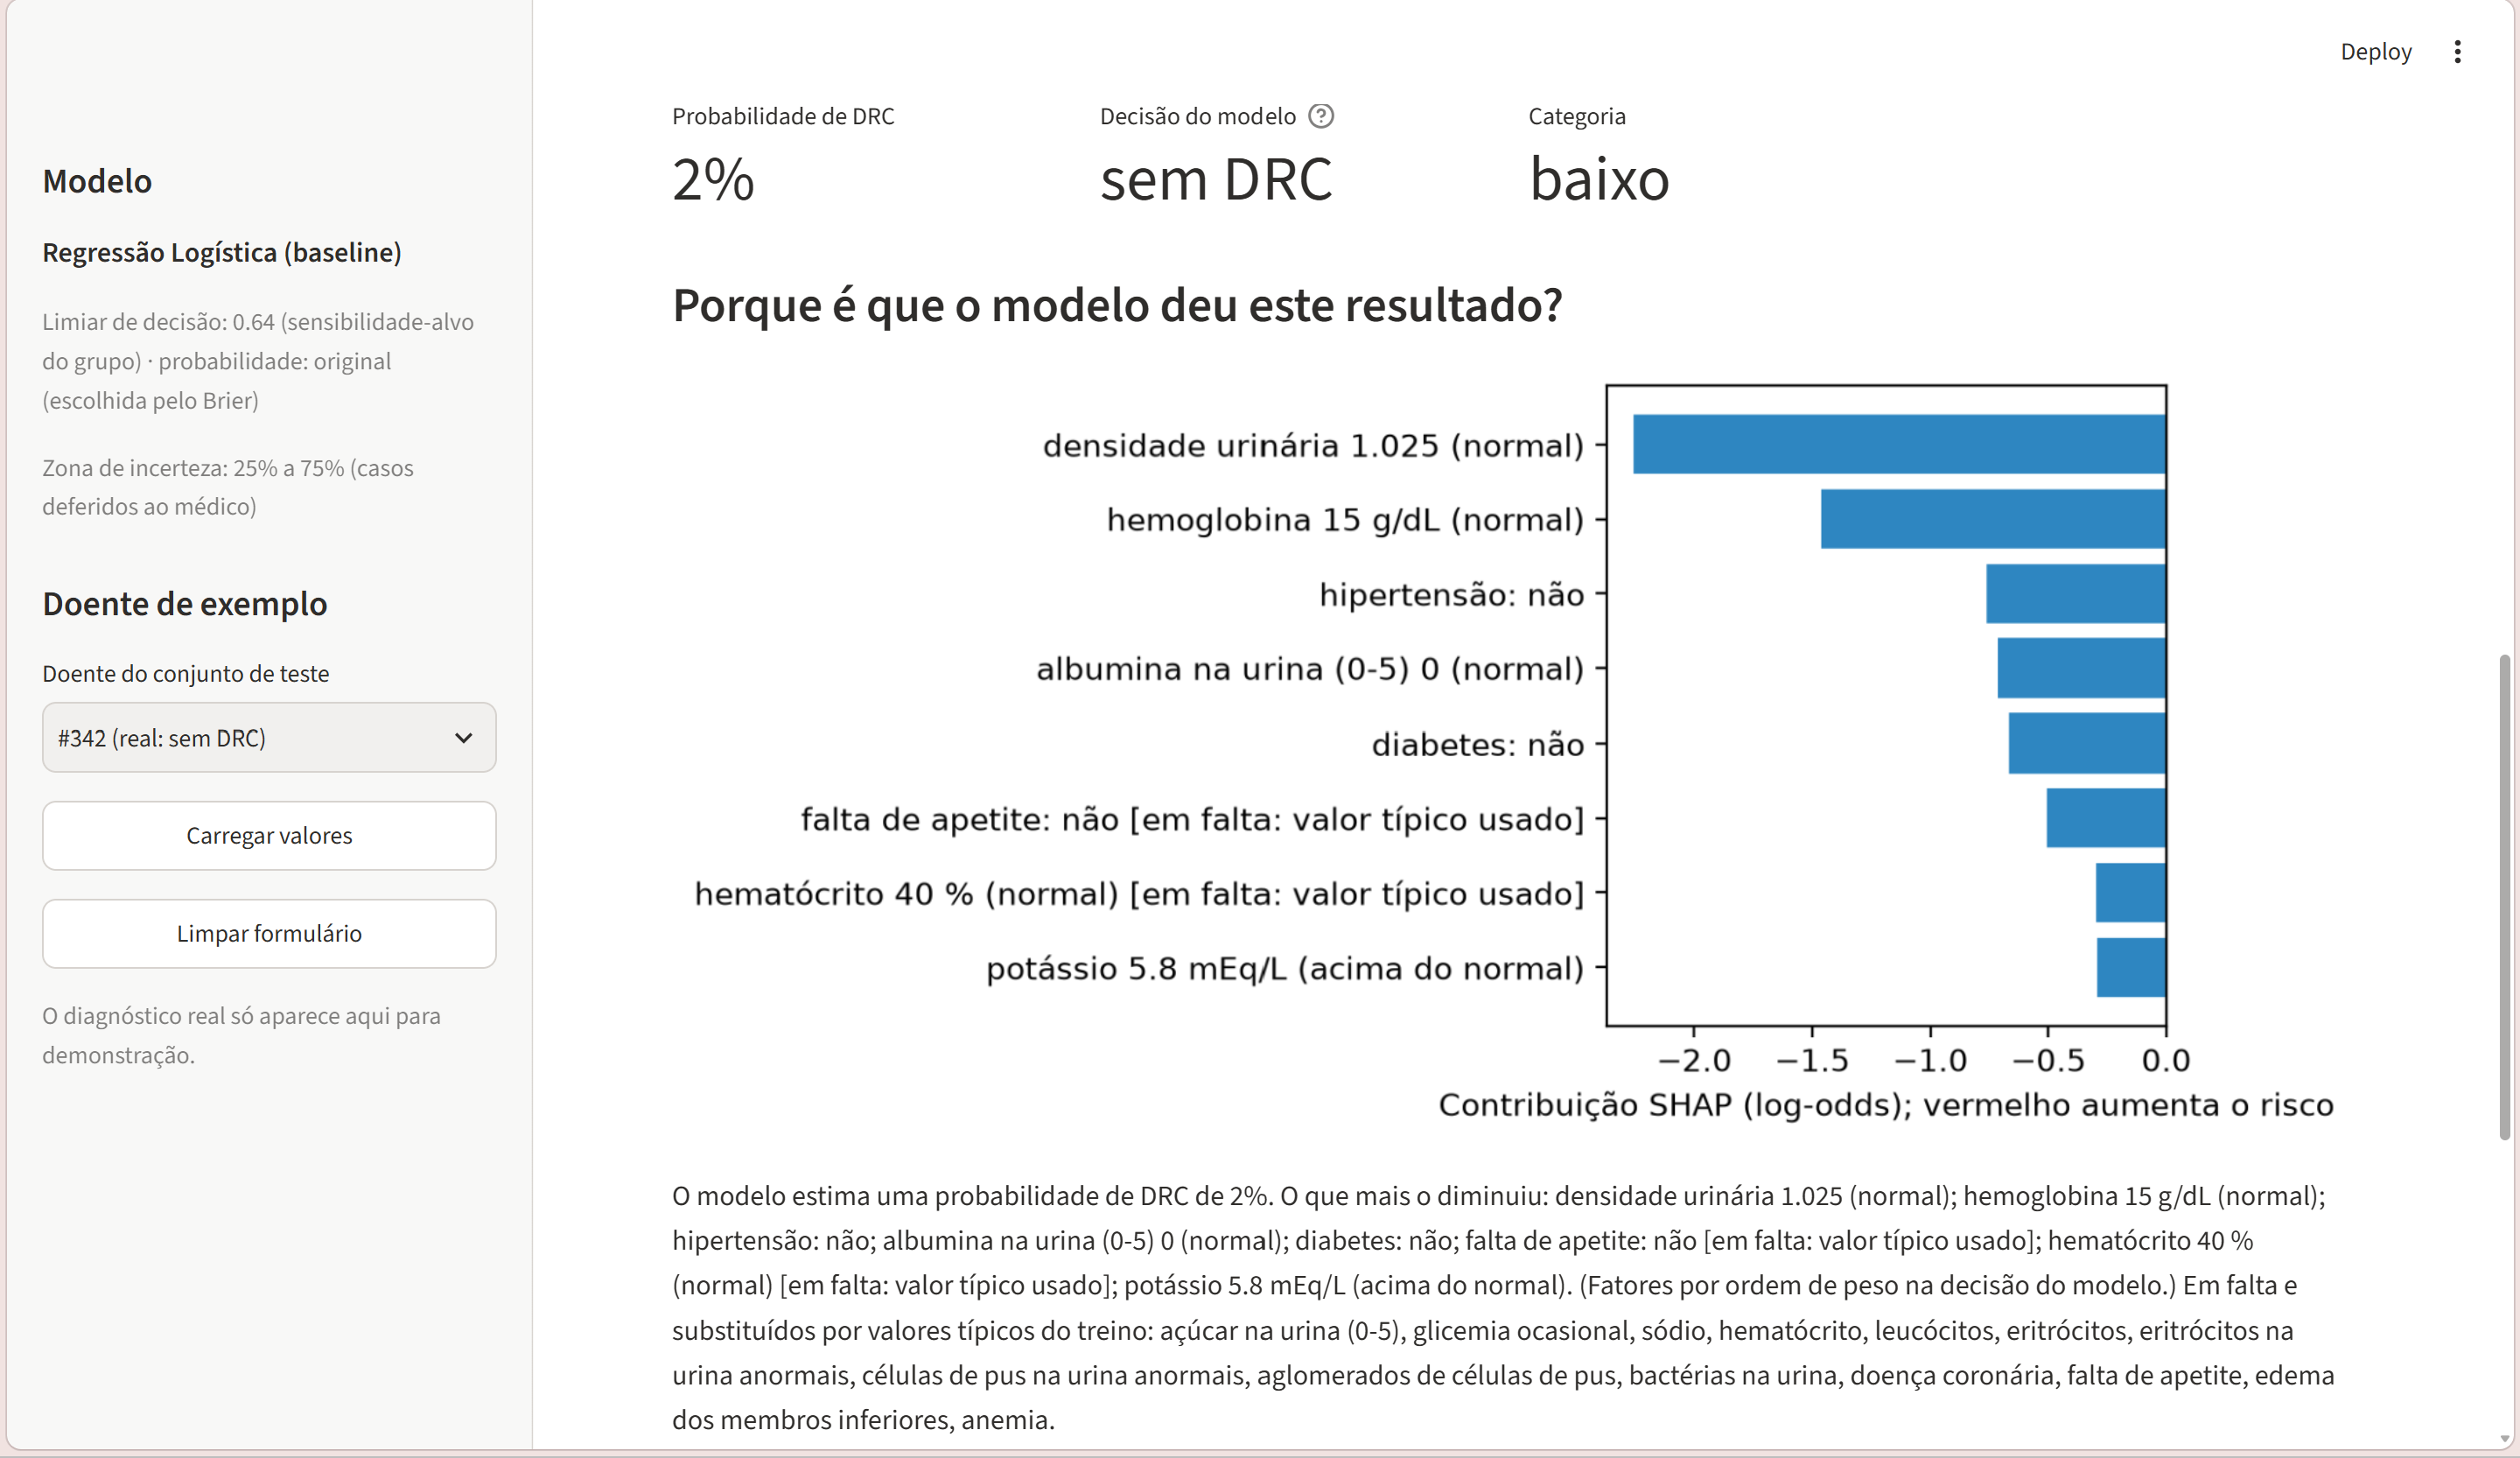 Deploy
Modelo
Regressão Logística (baseline)
Limiar de decisão: 0.64 (sensibilidade-alvo
do grupo) · probabilidade: original
(escolhida pelo Brier)
Zona de incerteza: 25% a 75% (casos
deferidos ao médico)
Doente de exemplo
Doente do conjunto de teste
#342 (real: sem DRC)
Carregar valores
Limpar formulário
O diagnóstico real só aparece aqui para
demonstração.
Probabilidade de DRC
2%
Decisão do modelo ?
sem DRC
Categoria
baixo
Porque é que o modelo deu este resultado?
densidade urinária 1.025 (normal)
hemoglobina 15 g/dL (normal)
hipertensão: não
albumina na urina (0-5) 0 (normal)
diabetes: não
falta de apetite: não [em falta: valor típico usado]
hematócrito 40 % (normal) [em falta: valor típico usado]
potássio 5.8 mEq/L (acima do normal)
−2.0 −1.5 −1.0 −0.5 0.0
Contribuição SHAP (log-odds); vermelho aumenta o risco
O modelo estima uma probabilidade de DRC de 2%. O que mais o diminuiu: densidade urinária 1.025 (normal); hemoglobina 15 g/dL (normal);
hipertensão: não; albumina na urina (0-5) 0 (normal); diabetes: não; falta de apetite: não [em falta: valor típico usado]; hematócrito 40 %
(normal) [em falta: valor típico usado]; potássio 5.8 mEq/L (acima do normal). (Fatores por ordem de peso na decisão do modelo.) Em falta e
substituídos por valores típicos do treino: açúcar na urina (0-5), glicemia ocasional, sódio, hematócrito, leucócitos, eritrócitos, eritrócitos na
urina anormais, células de pus na urina anormais, aglomerados de células de pus, bactérias na urina, doença coronária, falta de apetite, edema
dos membros inferiores, anemia.